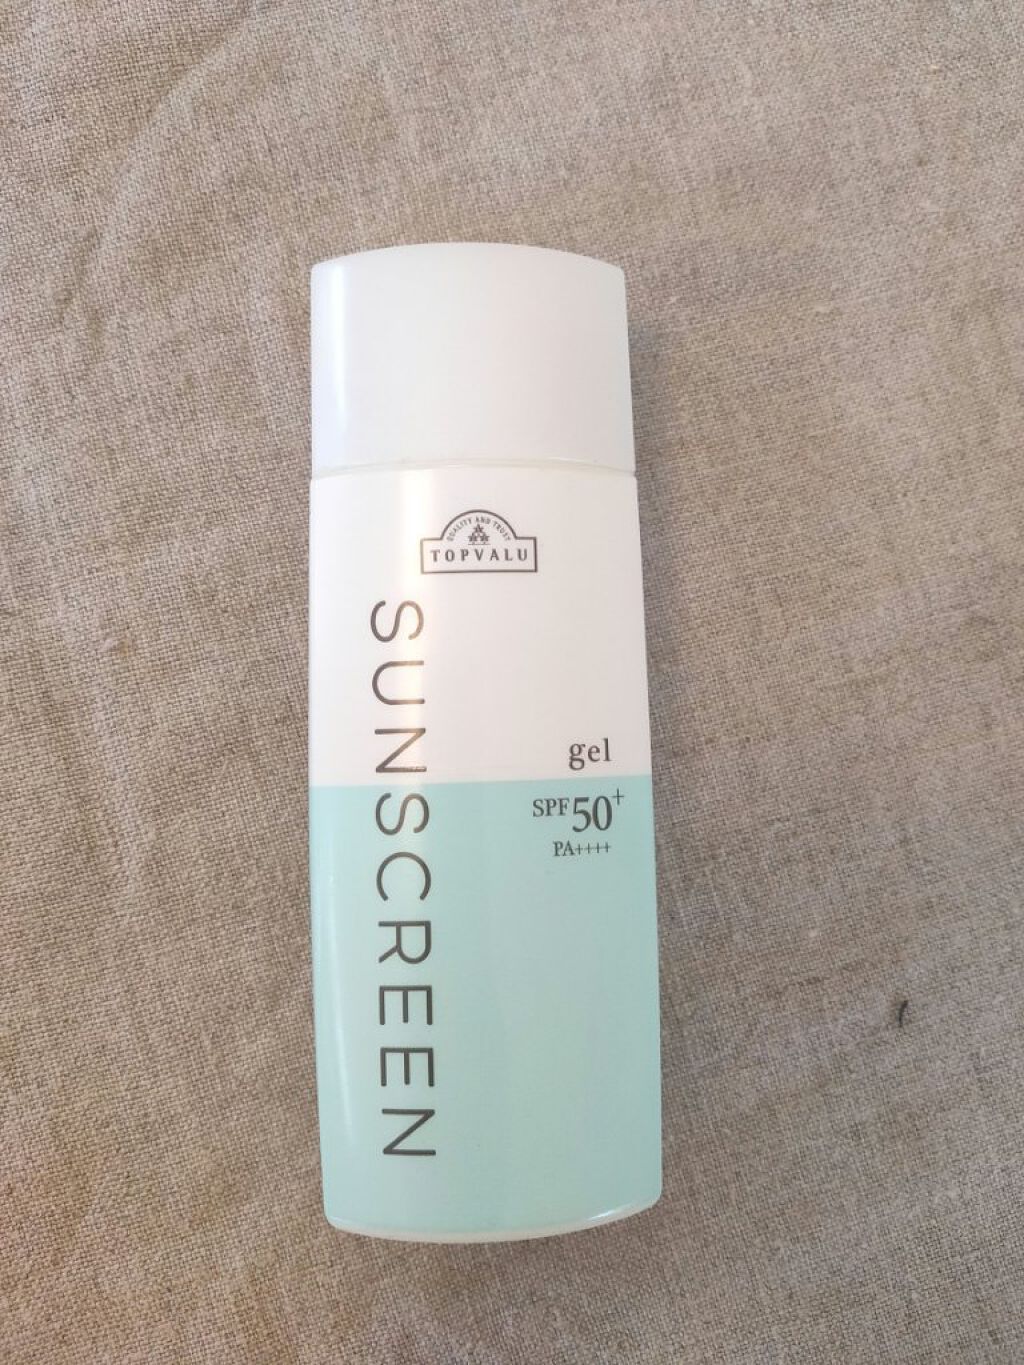 QUALITY AND TRUST
TOPVALU
SUNSCREEN
gel
SPF50+
PA++++